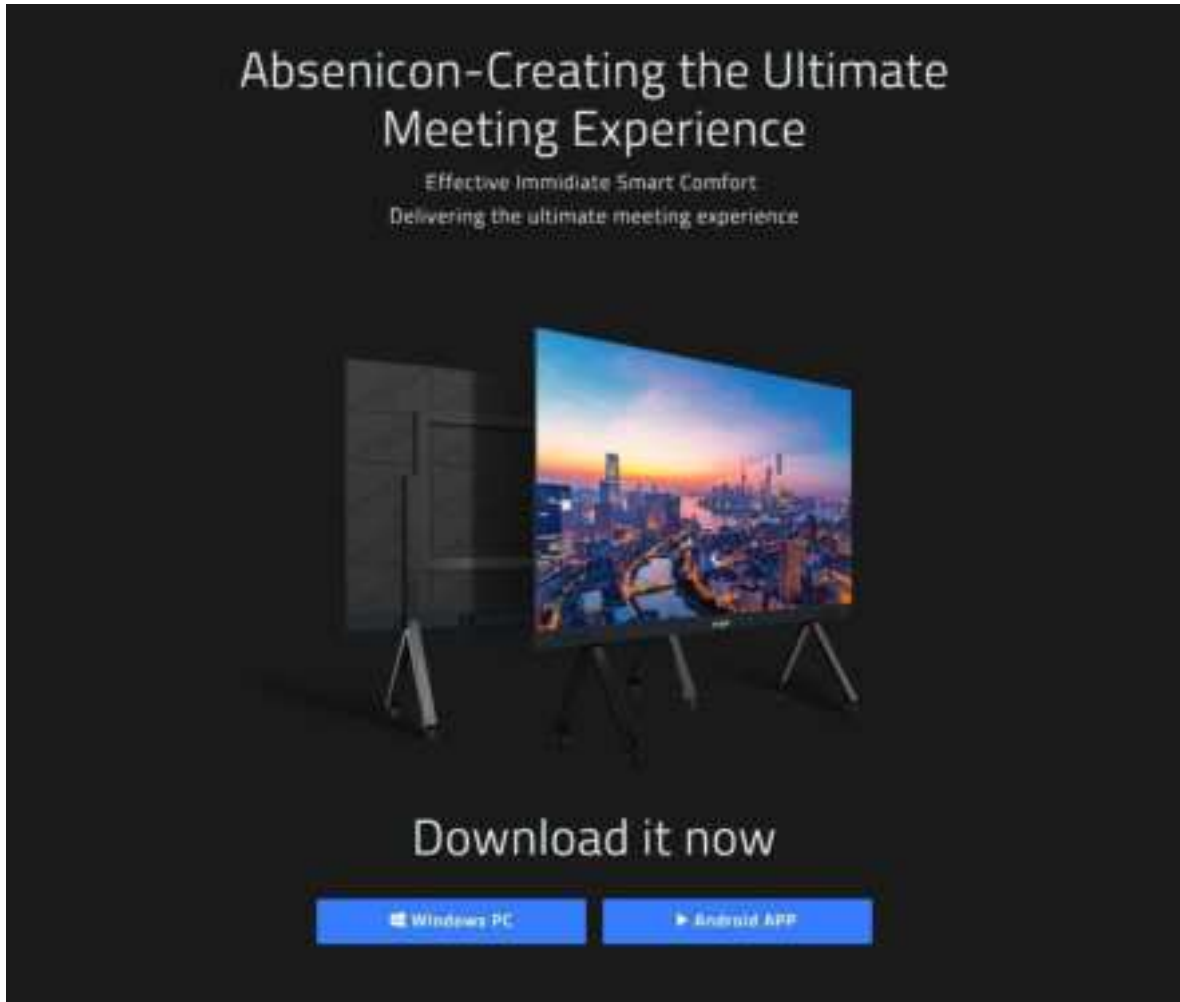 Absenicon-Creating the Ultimate
Meeting Experience
Effective Immidiate Smart Comfort
Delivering the ultimate meeting experience
Download it now
Windows PC
Android APP